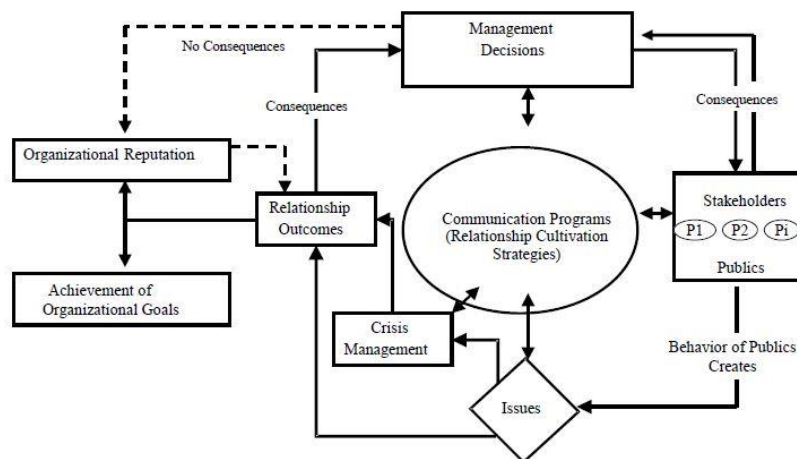 Management
Decisions
No Consequences
Consequences
Consequences
Organizational Reputation
Relationship
Outcomes
Communication Programs
(Relationship Cultivation
Strategies)
Stakeholders
P1 P2 Pi
Publics
Achievement of
Organizational Goals
Crisis
Management
Behavior of Publics
Creates
Issues